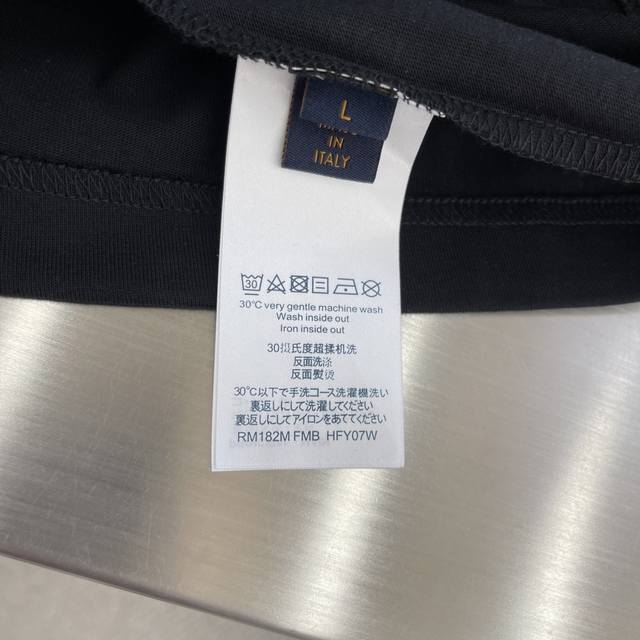 L
IN
ITALY
30
30℃ very gentle machine wash
Wash inside out
Iron inside out
30摄氏度超揉机洗
反面洗涤
反面熨烫
30℃以下で手洗コース洗濯機洗い
裏返しにして洗濯してください
裏返しにしてアイロンをあててください
RM182M FMB HFY07W